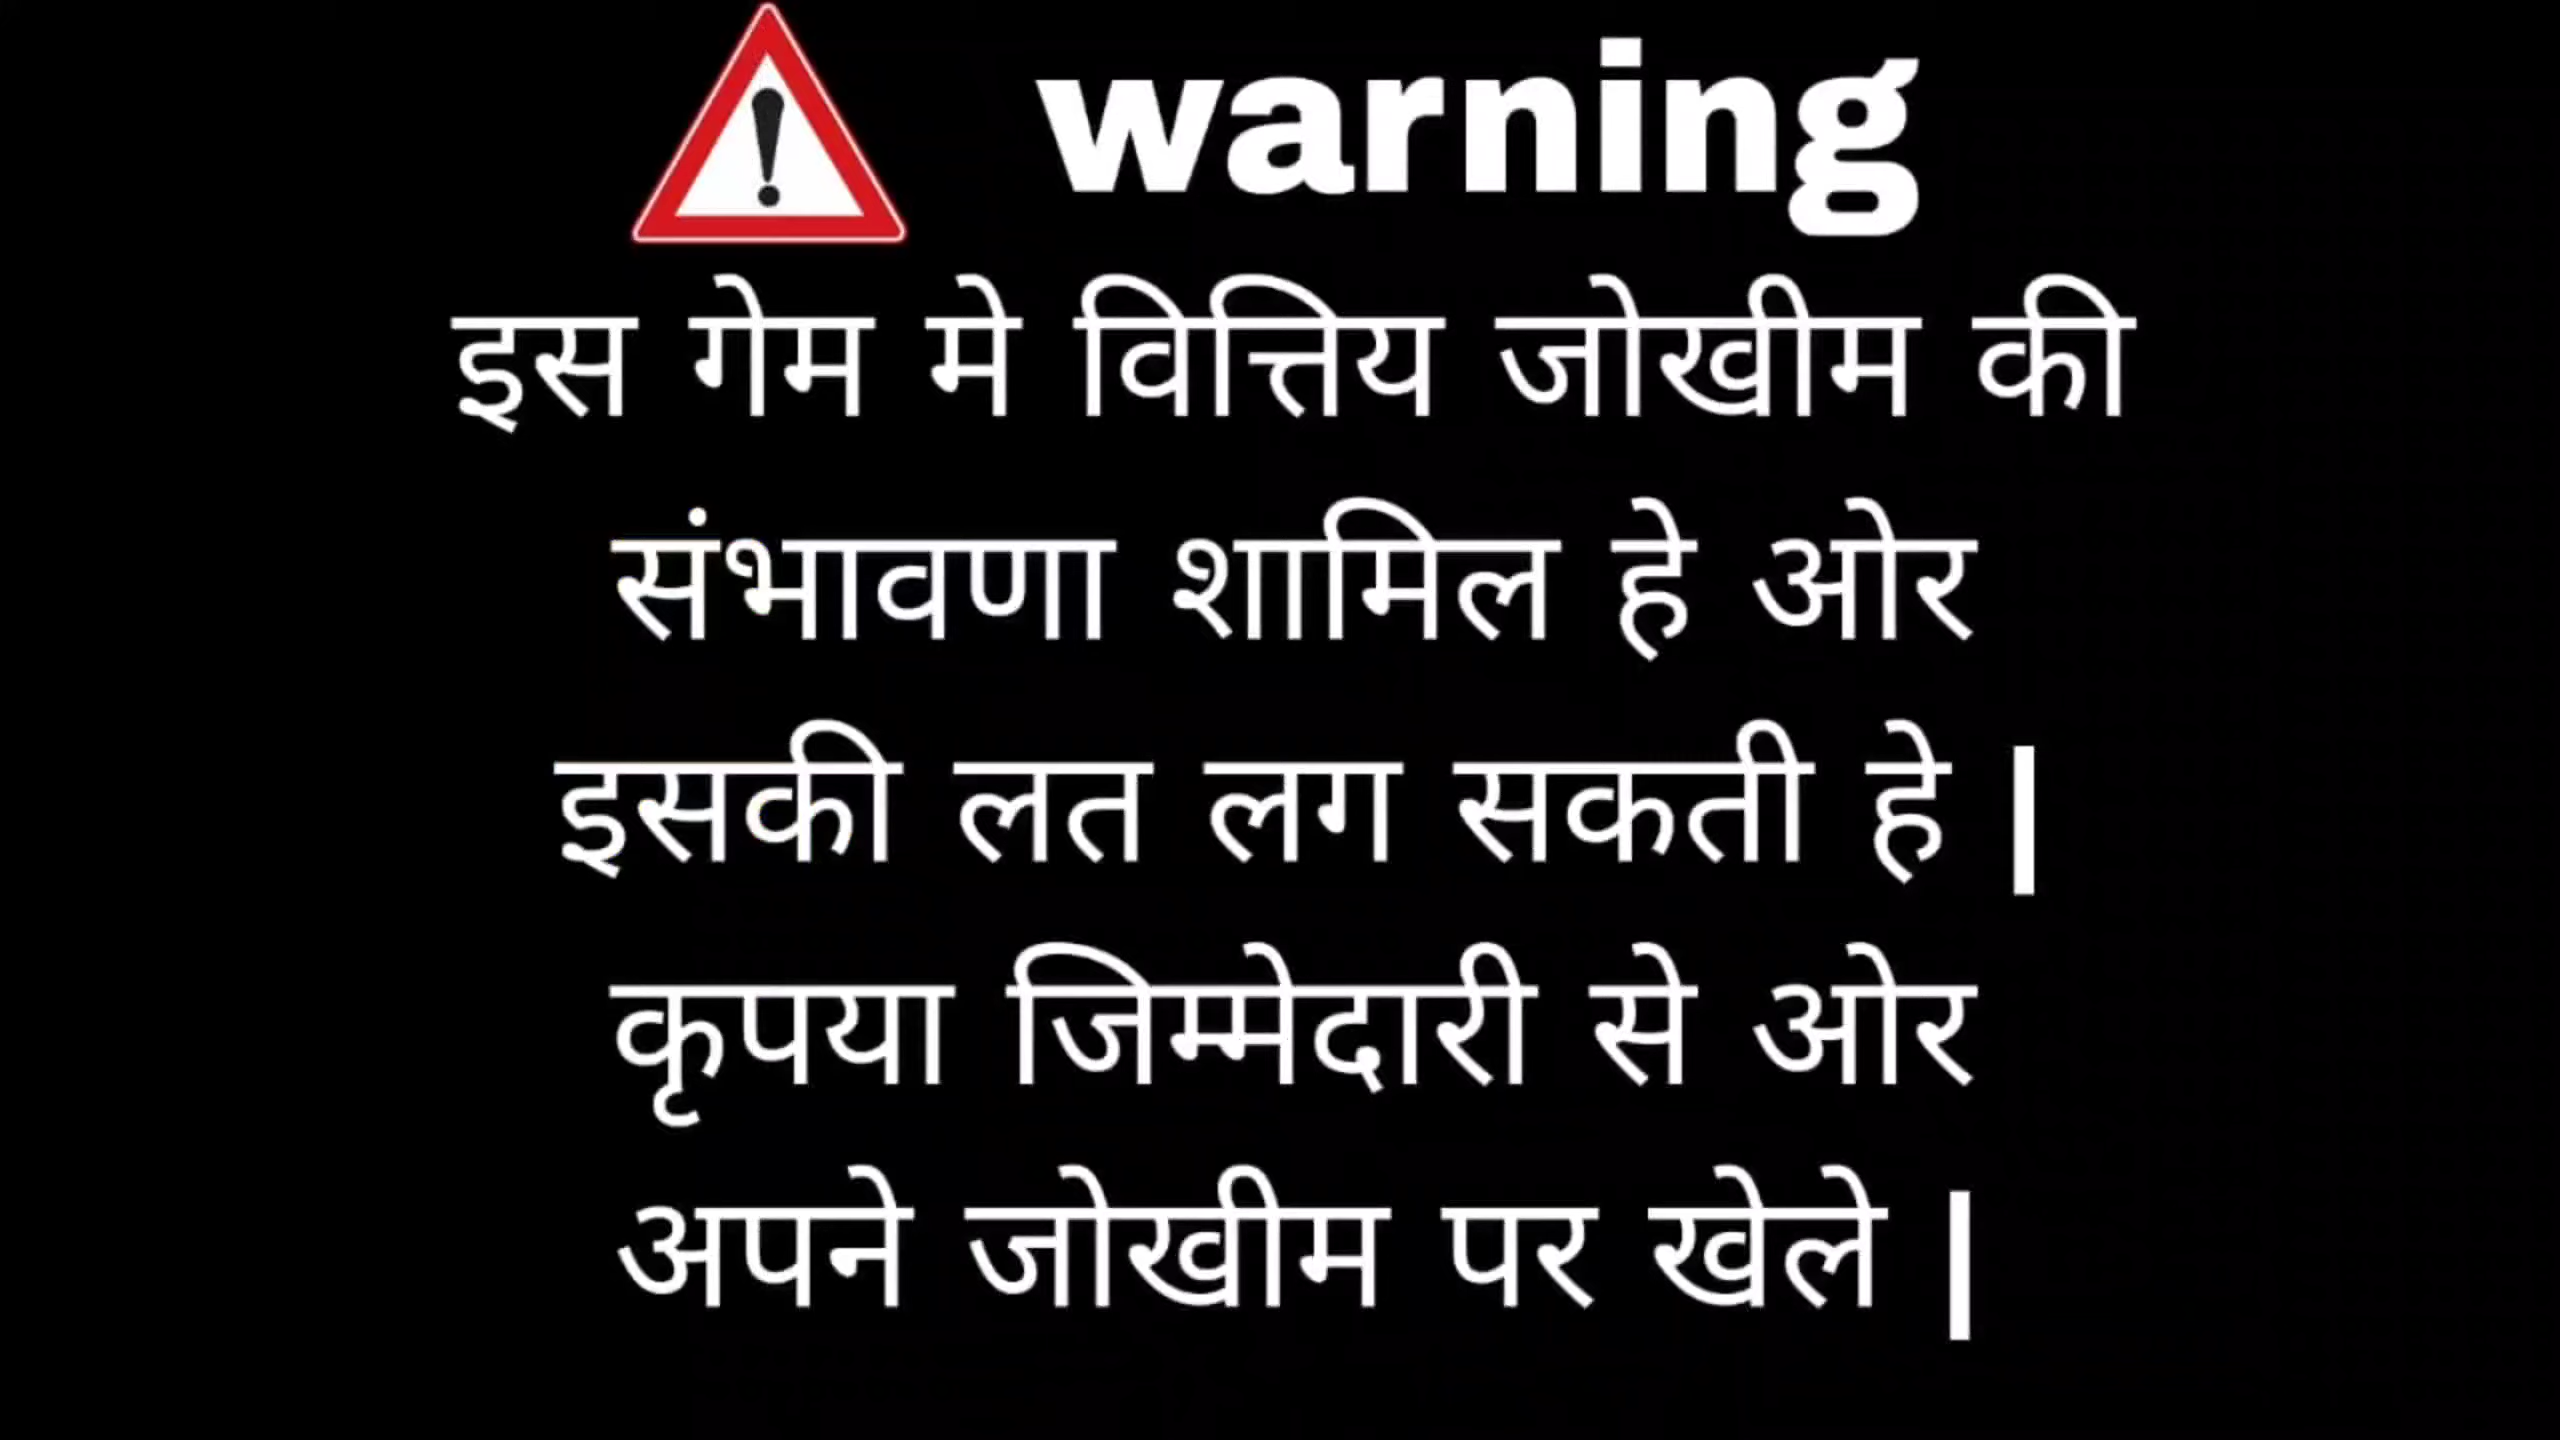 warning
इस गेम मे वित्तिय जोखीम की
संभावणा शामिल हे ओर
इसकी लत लग सकती हे |
कृपया जिम्मेदारी से ओर
अपने जोखीम पर खेले |